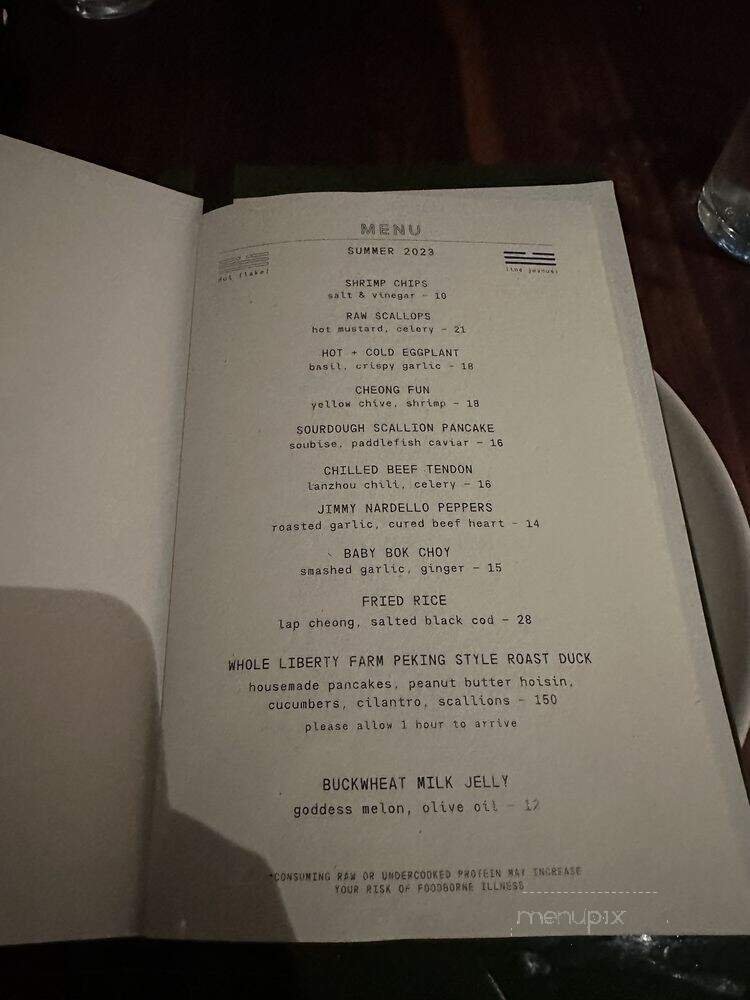 MENU
SUMMER 2023
SHRIMP CHIPS
salt & vinegar - 10
RAW SCALLOPS
hot mustard, celery - 21
HOT + COLD EGGPLANT
basil, crispy garlic - 18
CHEONG FUN
yellow chive, shrimp - 18
SOURDOUGH SCALLION PANCAKE
soubise, paddlefish caviar - 16
CHILLED BEEF TENDON
lanzhou chili, celery - 16
JIMMY NARDELLO PEPPERS
roasted garlic, cured beef heart - 14
BABY BOK CHOY
smashed garlic, ginger - 15
FRIED RICE
lap cheong, salted black cod - 28
WHOLE LIBERTY FARM PEKING STYLE ROAST DUCK
housemade pancakes, peanut butter hoisin,
cucumbers, cilantro, scallions - 150
please allow 1 hour to arrive
BUCKWHEAT MILK JELLY
goddess melon, olive oil - 12
*CONSUMING RAW OR UNDERCOOKED PROTEIN MAY INCREASE
YOUR RISK OF FOODBORNE ILLNESS
menupix